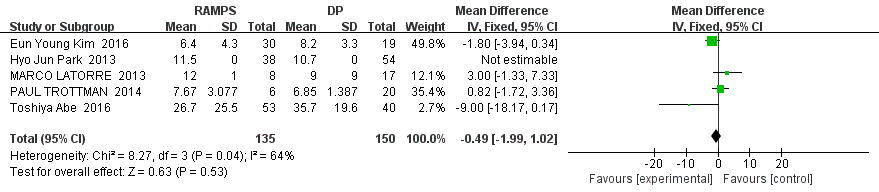 RAMPS DP Mean Difference Mean Difference
Study or Subgroup Mean SD Total Mean SD Total Weight IV, Fixed, 95% CI IV, Fixed, 95% CI
Eun Young Kim 2016 6.4 4.3 30 8.2 3.3 19 49.8% -1.80 [-3.94, 0.34]
Hyo Jun Park 2013 11.5 0 38 10.7 0 54 Not estimable
MARCO LATORRE 2013 12 1 8 9 9 17 12.1% 3.00 [-1.33, 7.33]
PAUL TROTTMAN 2014 7.67 3.077 6 6.85 1.387 20 35.4% 0.82 [-1.72, 3.36]
Toshiya Abe 2016 26.7 25.5 53 35.7 19.6 40 2.7% -9.00 [-18.17, 0.17]
Total (95% CI) 135 150 100.0% -0.49 [-1.99, 1.02]
Heterogeneity: Chi² = 8.27, df = 3 (P = 0.04); I² = 64%
Test for overall effect: Z = 0.63 (P = 0.53)
-20 -10 0 10 20
Favours [experimental] Favours [control]